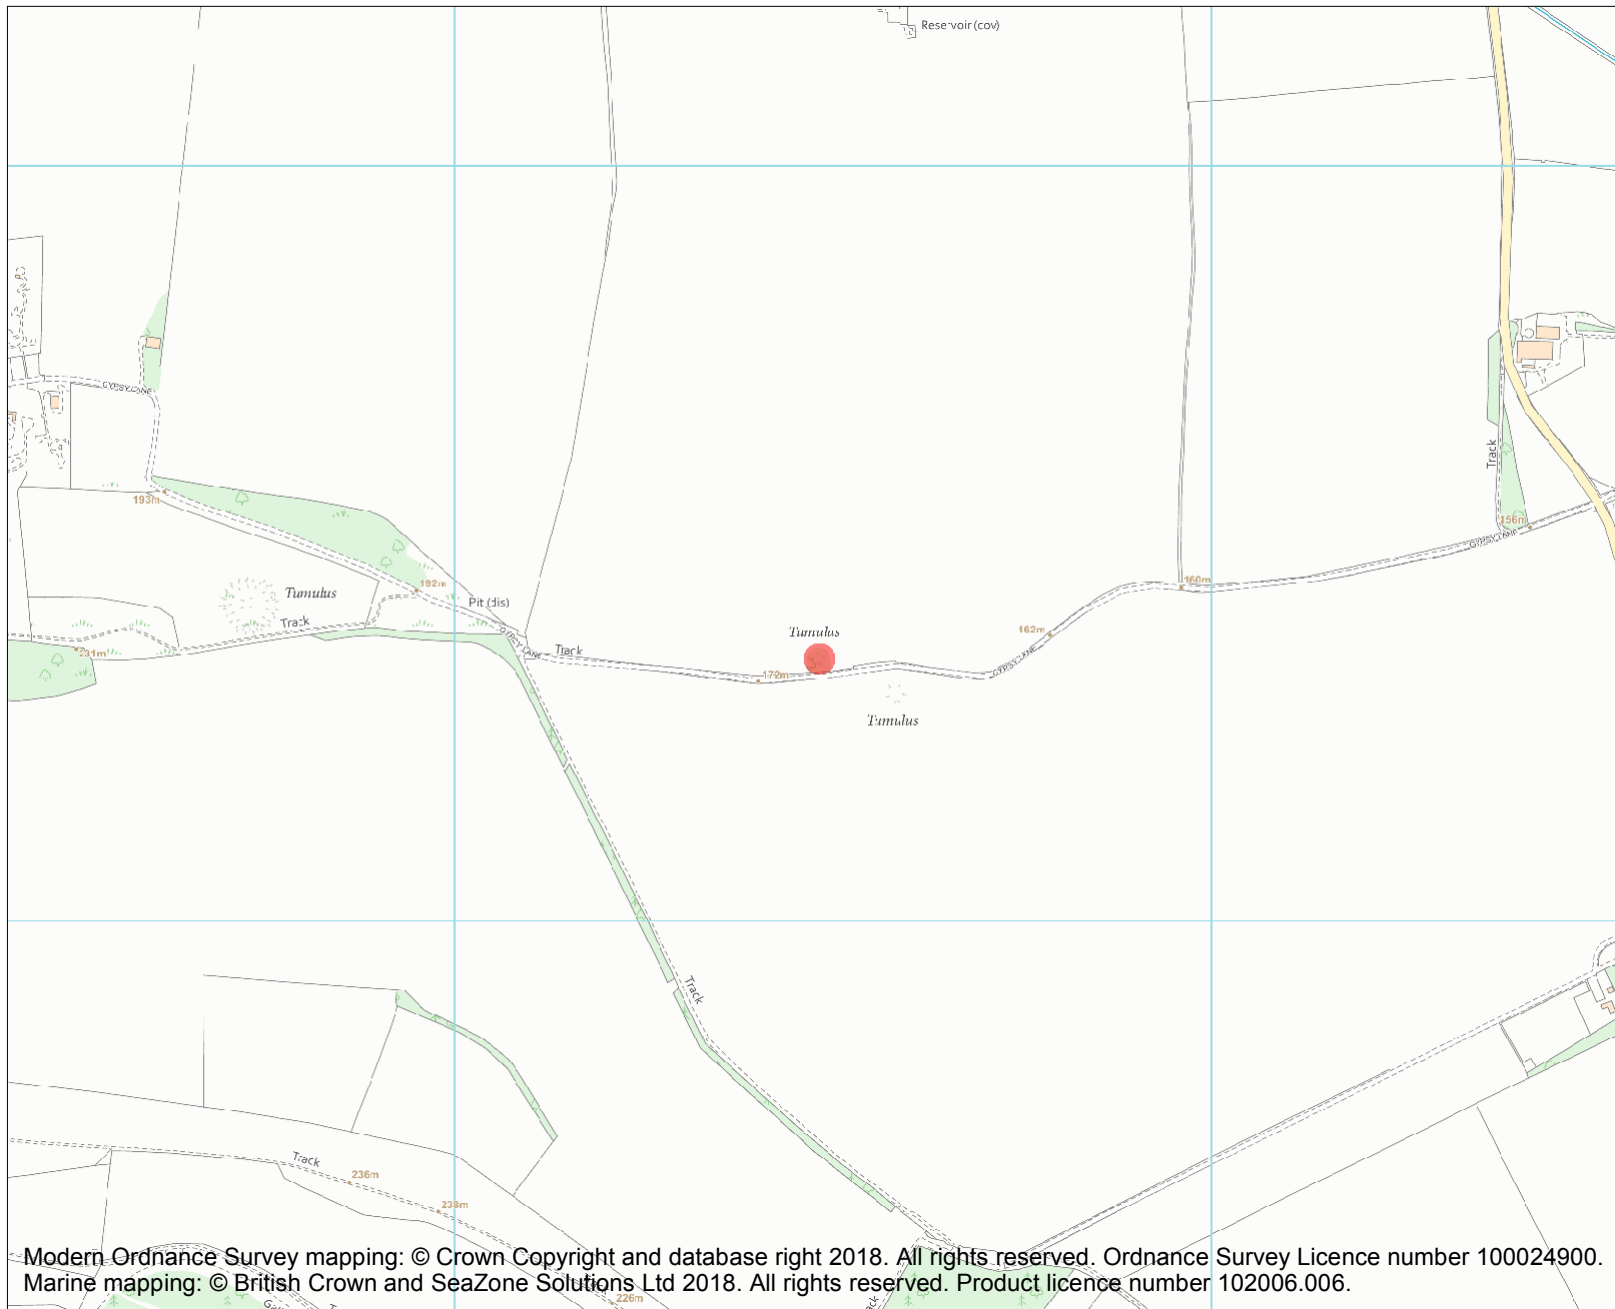 Reservoir (cov)
GYPSY LANE
Track
193m
156m
GYPSY LANE
192m
160m
Tumulus
Pit (dis)
Track
162m
Tumulus
GYPSY LANE
Track
231m
GYPSY LANE
172m
Tumulus
Track
Track
236m
238m
Modern Ordnance Survey mapping: © Crown Copyright and database right 2018. All rights reserved. Ordnance Survey Licence number 100024900.
Marine mapping: © British Crown and SeaZone Solutions Ltd 2018. All rights reserved. Product licence number 102006.006.
226m